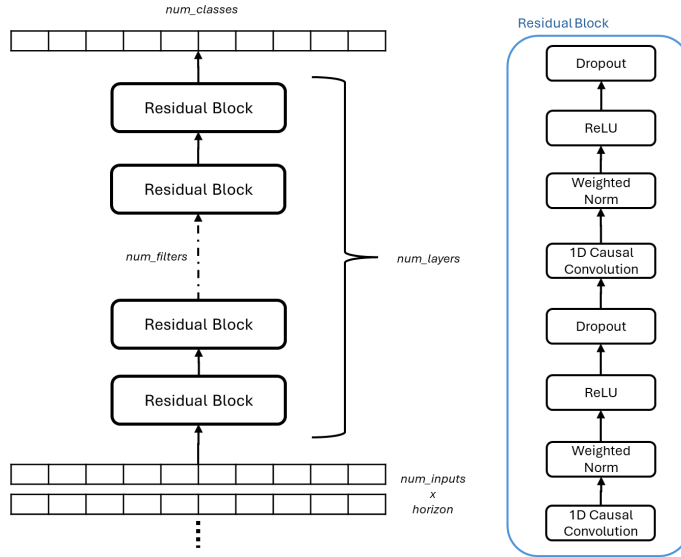 num_classes
Residual Block
Residual Block
num_filters
num_layers
Residual Block
Residual Block
num_inputs
x
horizon
Residual Block
Dropout
ReLU
Weighted
Norm
1D Causal
Convolution
Dropout
ReLU
Weighted
Norm
1D Causal
Convolution